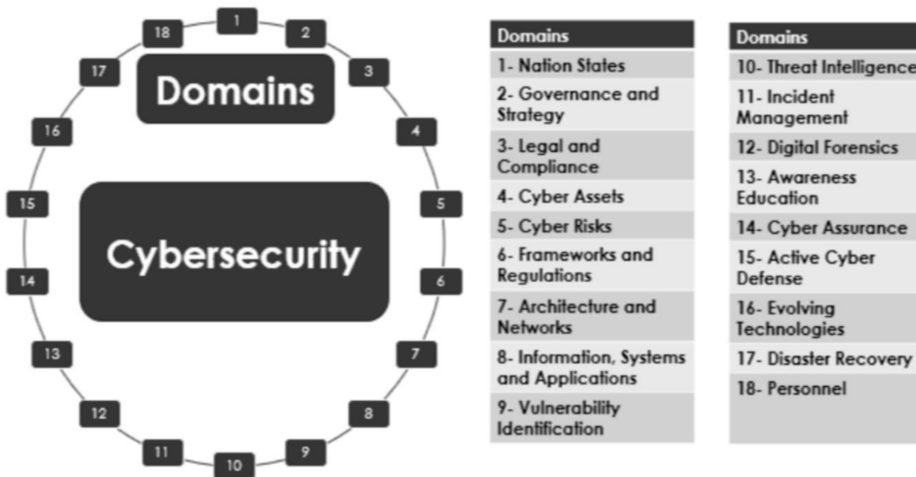 1
18
2
17
3
Domains
16
4
15
5
Cybersecurity
14
6
13
7
12
8
11
9
10
Domains
1- Nation States
2- Governance and
Strategy
3- Legal and
Compliance
4- Cyber Assets
5- Cyber Risks
6- Frameworks and
Regulations
7- Architecture and
Networks
8- Information, Systems
and Applications
9- Vulnerability
Identification
Domains
10- Threat Intelligence
11- Incident
Management
12- Digital Forensics
13- Awareness
Education
14- Cyber Assurance
15- Active Cyber
Defense
16- Evolving
Technologies
17- Disaster Recovery
18- Personnel